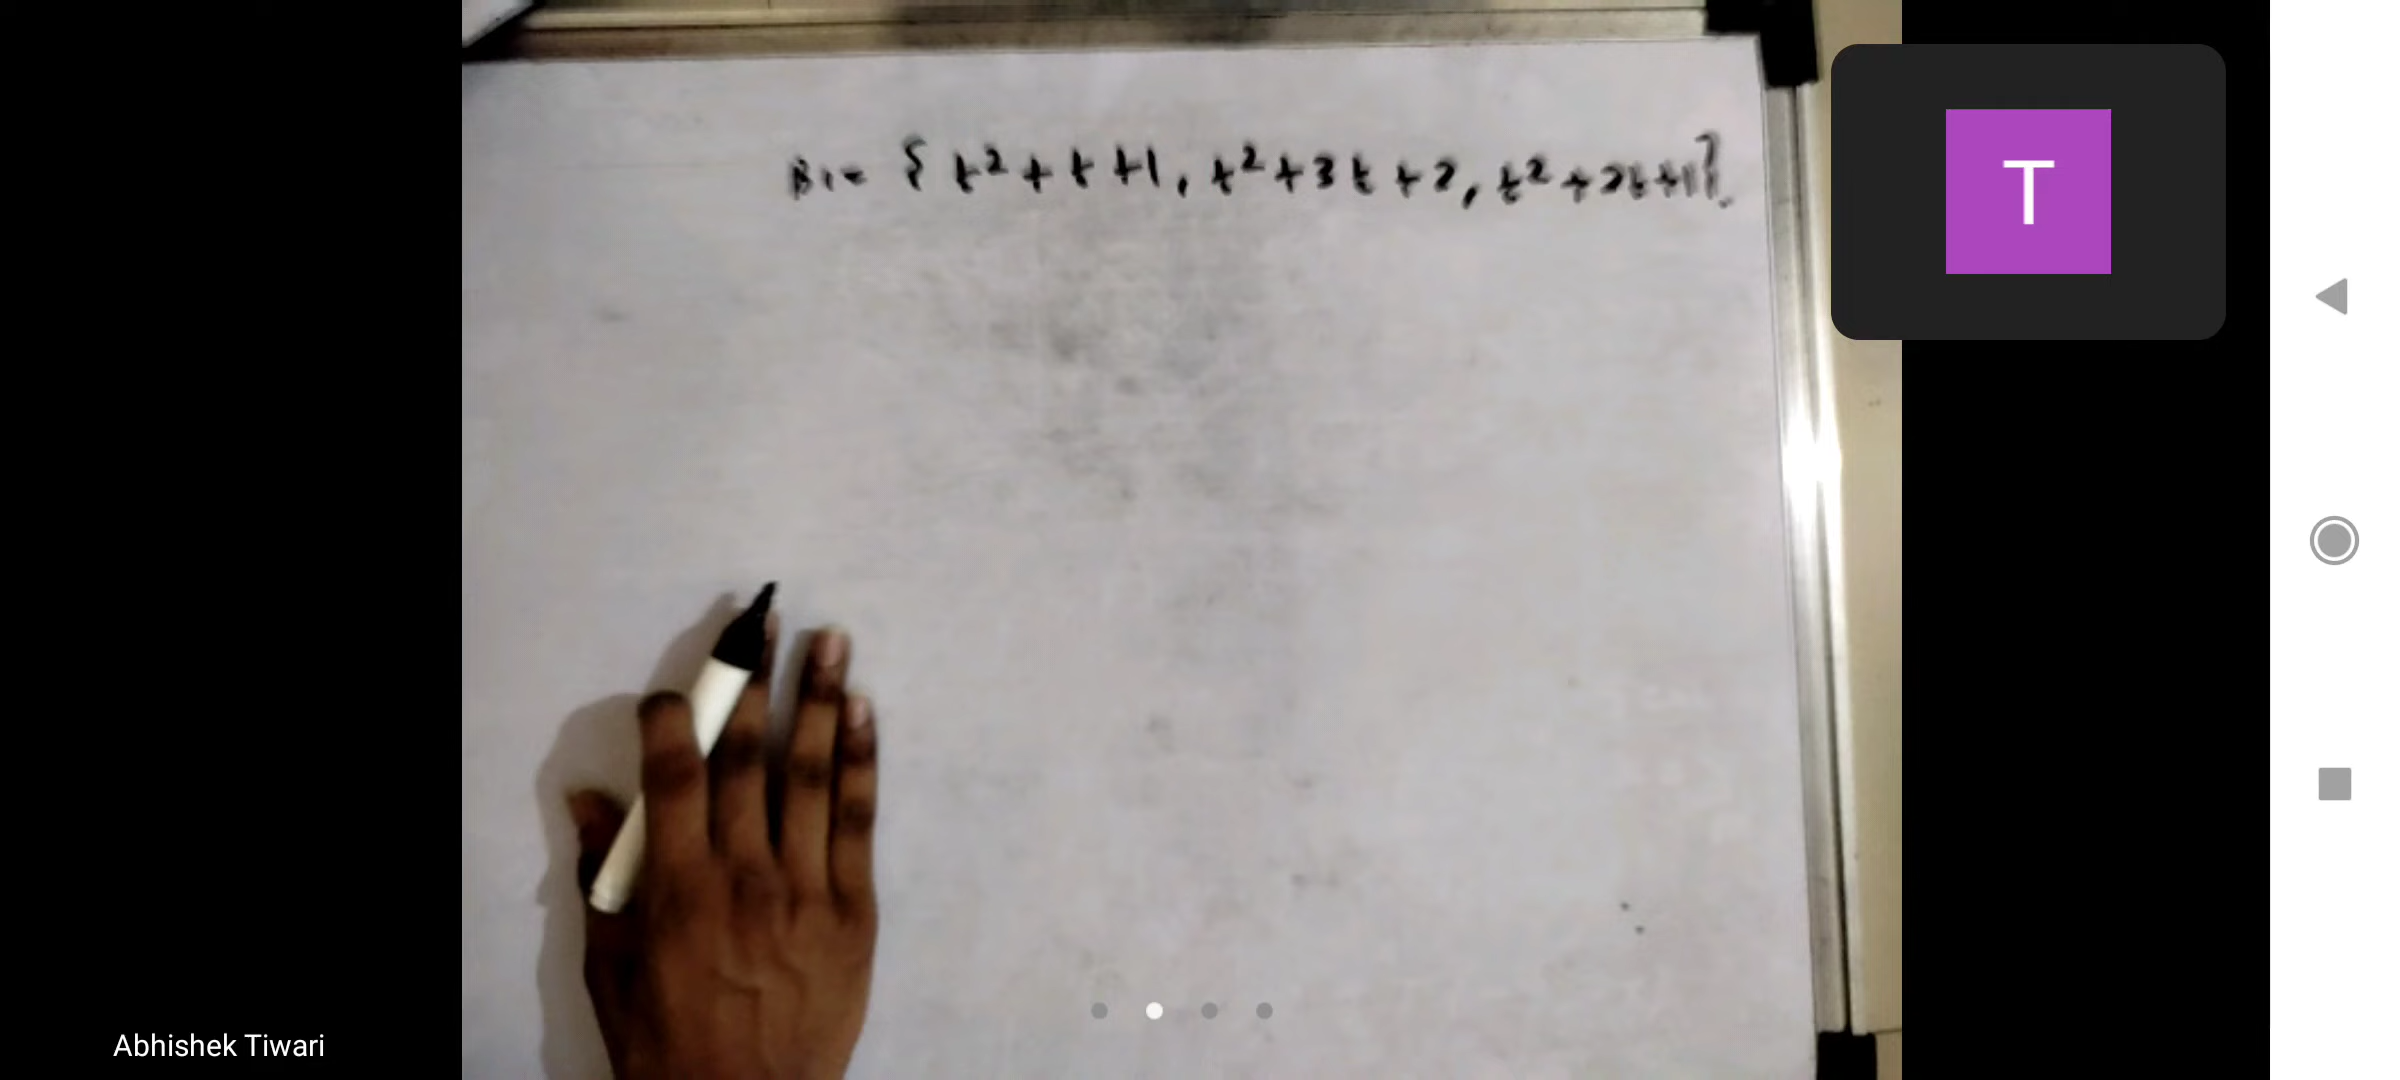 B1 = { t² + t + 1, t² + 3t + 2, t² + 2t + 1}.
T
Abhishek Tiwari